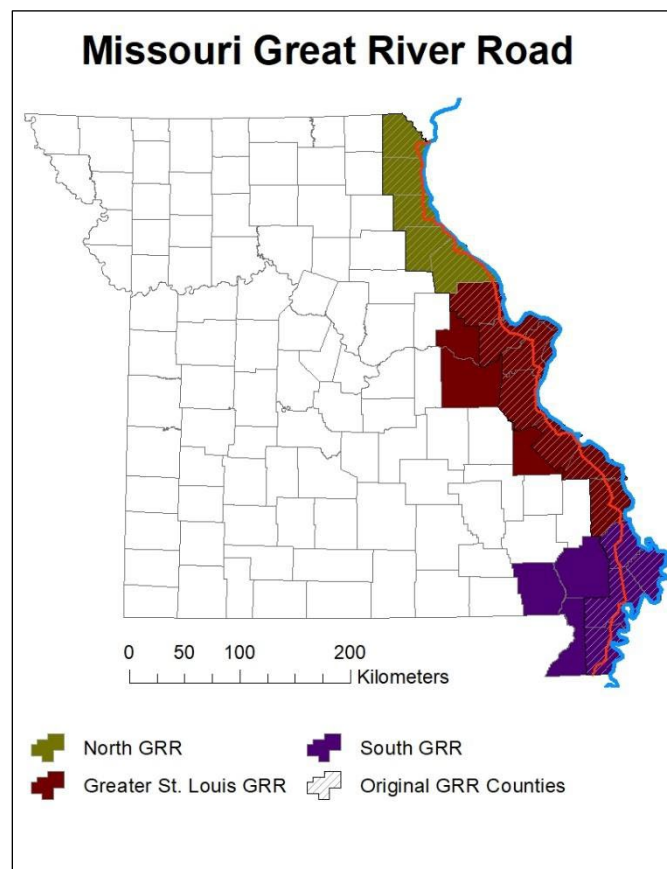 Missouri Great River Road
0 50 100 200
Kilometers
North GRR
South GRR
Greater St. Louis GRR
Original GRR Counties